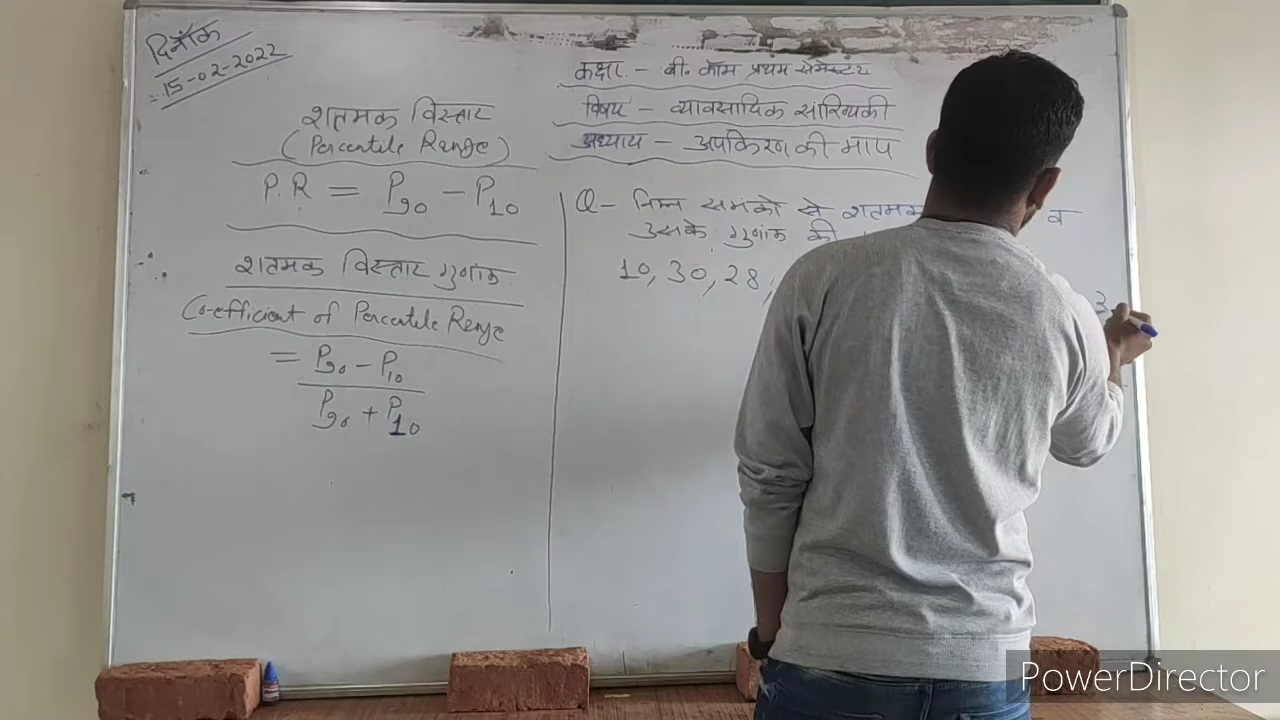 दिनाँक
15-02-2022
शतमक विस्तार
(Percentile Range)
P.R = P90 - P10
शतमक विस्तार गुणांक
Co-efficient of Percentile Range
= P90 - P10
P90 + P10
कक्षा - बी. कॉम प्रथम सेमेस्टर
विषय - व्यावसायिक सांख्यिकी
अध्याय - अपकिरण की माप
Q- निम्न समंको से शतमक व
उसके गुणांक की
10, 30, 28,
PowerDirector